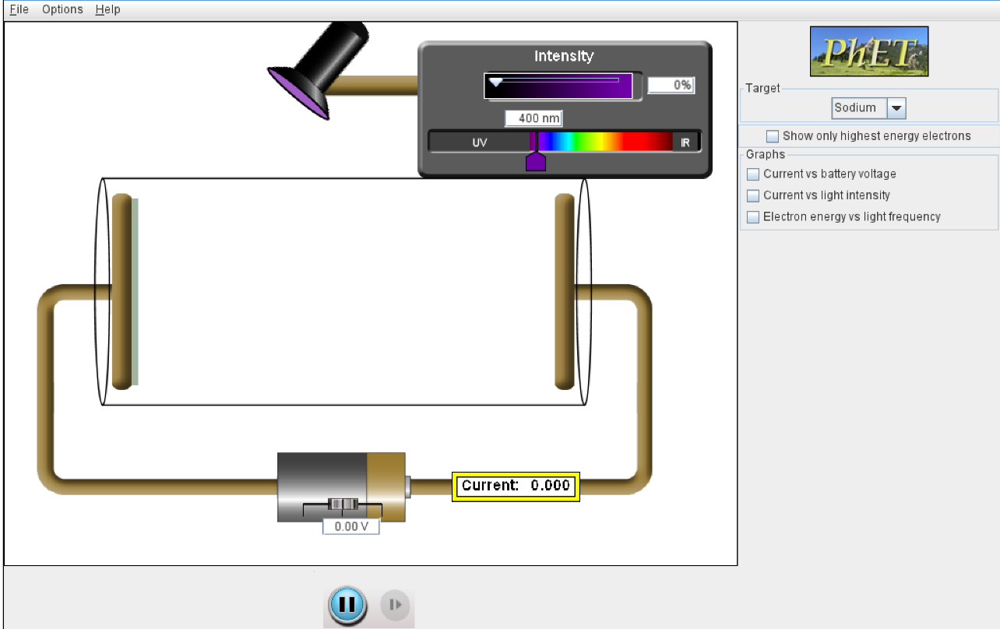 File Options Help
PhET
Intensity
0%
400 nm
UV
IR
Target
Sodium
Show only highest energy electrons
Graphs
Current vs battery voltage
Current vs light intensity
Electron energy vs light frequency
Current: 0.000
0.00 V